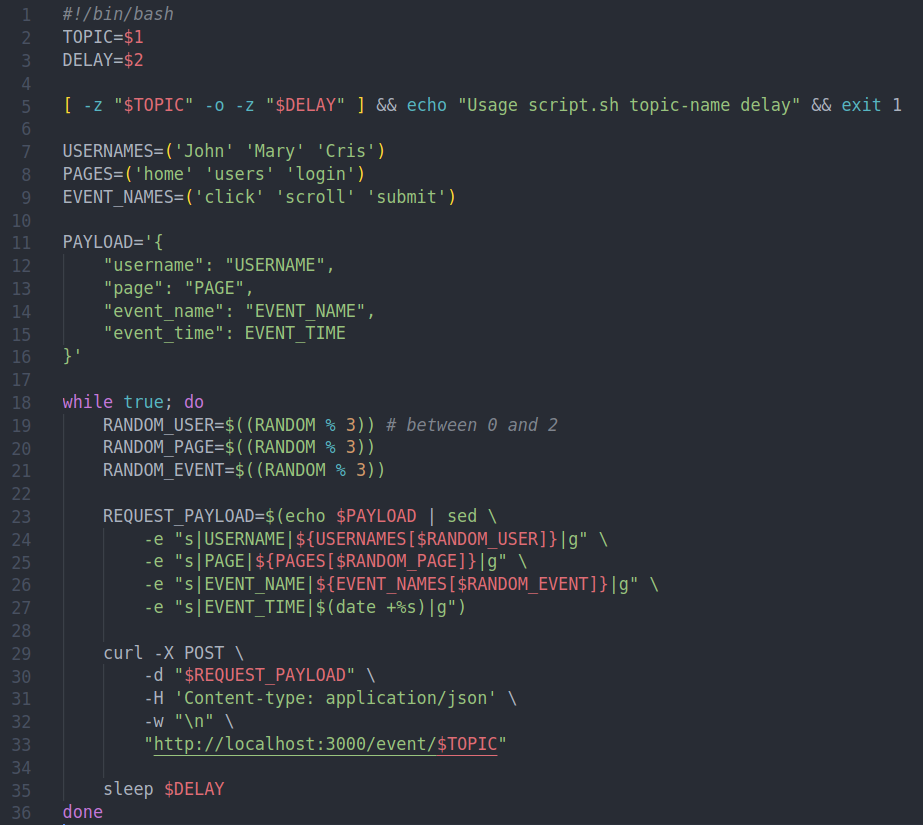 1 #!/bin/bash
2 TOPIC=$1
3 DELAY=$2
4
5 [ -z "$TOPIC" -o -z "$DELAY" ] && echo "Usage script.sh topic-name delay" && exit 1
6
7 USERNAMES=('John' 'Mary' 'Cris')
8 PAGES=('home' 'users' 'login')
9 EVENT_NAMES=('click' 'scroll' 'submit')
10
11 PAYLOAD='{
12     "username": "USERNAME",
13     "page": "PAGE",
14     "event_name": "EVENT_NAME",
15     "event_time": EVENT_TIME
16 }'
17
18 while true; do
19     RANDOM_USER=$((RANDOM % 3)) # between 0 and 2
20     RANDOM_PAGE=$((RANDOM % 3))
21     RANDOM_EVENT=$((RANDOM % 3))
22
23     REQUEST_PAYLOAD=$(echo $PAYLOAD | sed \
24         -e "s|USERNAME|${USERNAMES[$RANDOM_USER]}|g" \
25         -e "s|PAGE|${PAGES[$RANDOM_PAGE]}|g" \
26         -e "s|EVENT_NAME|${EVENT_NAMES[$RANDOM_EVENT]}|g" \
27         -e "s|EVENT_TIME|$(date +%s)|g")
28
29     curl -X POST \
30         -d "$REQUEST_PAYLOAD" \
31         -H 'Content-type: application/json' \
32         -w "\n" \
33         "http://localhost:3000/event/$TOPIC"
34
35     sleep $DELAY
36 done